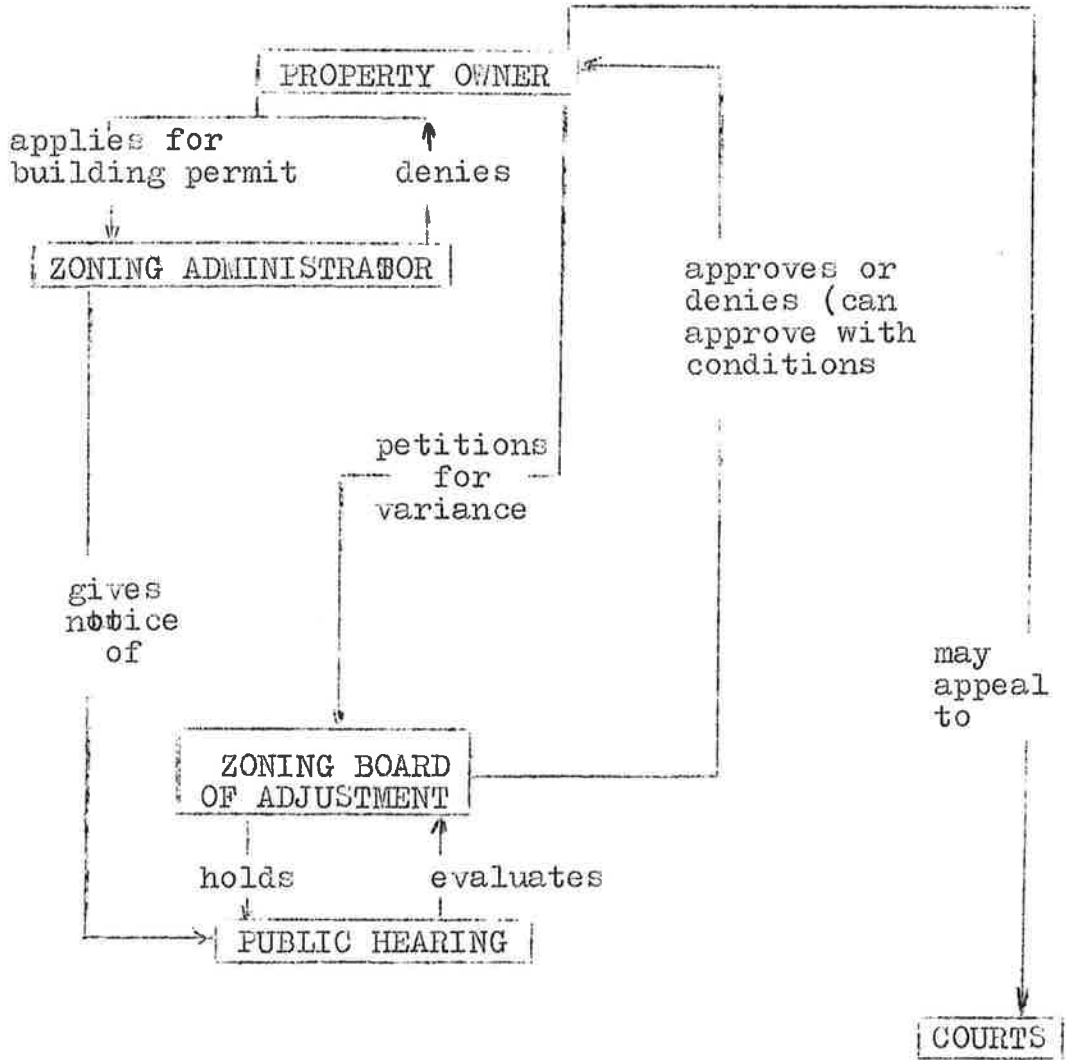 PROPERTY OWNER
applies for
building permit
denies
ZONING ADMINISTRATOR
approves or
denies (can
approve with
conditions
petitions
for
variance
gives
notice
of
may
appeal
to
ZONING BOARD
OF ADJUSTMENT
holds
evaluates
PUBLIC HEARING
COURTS